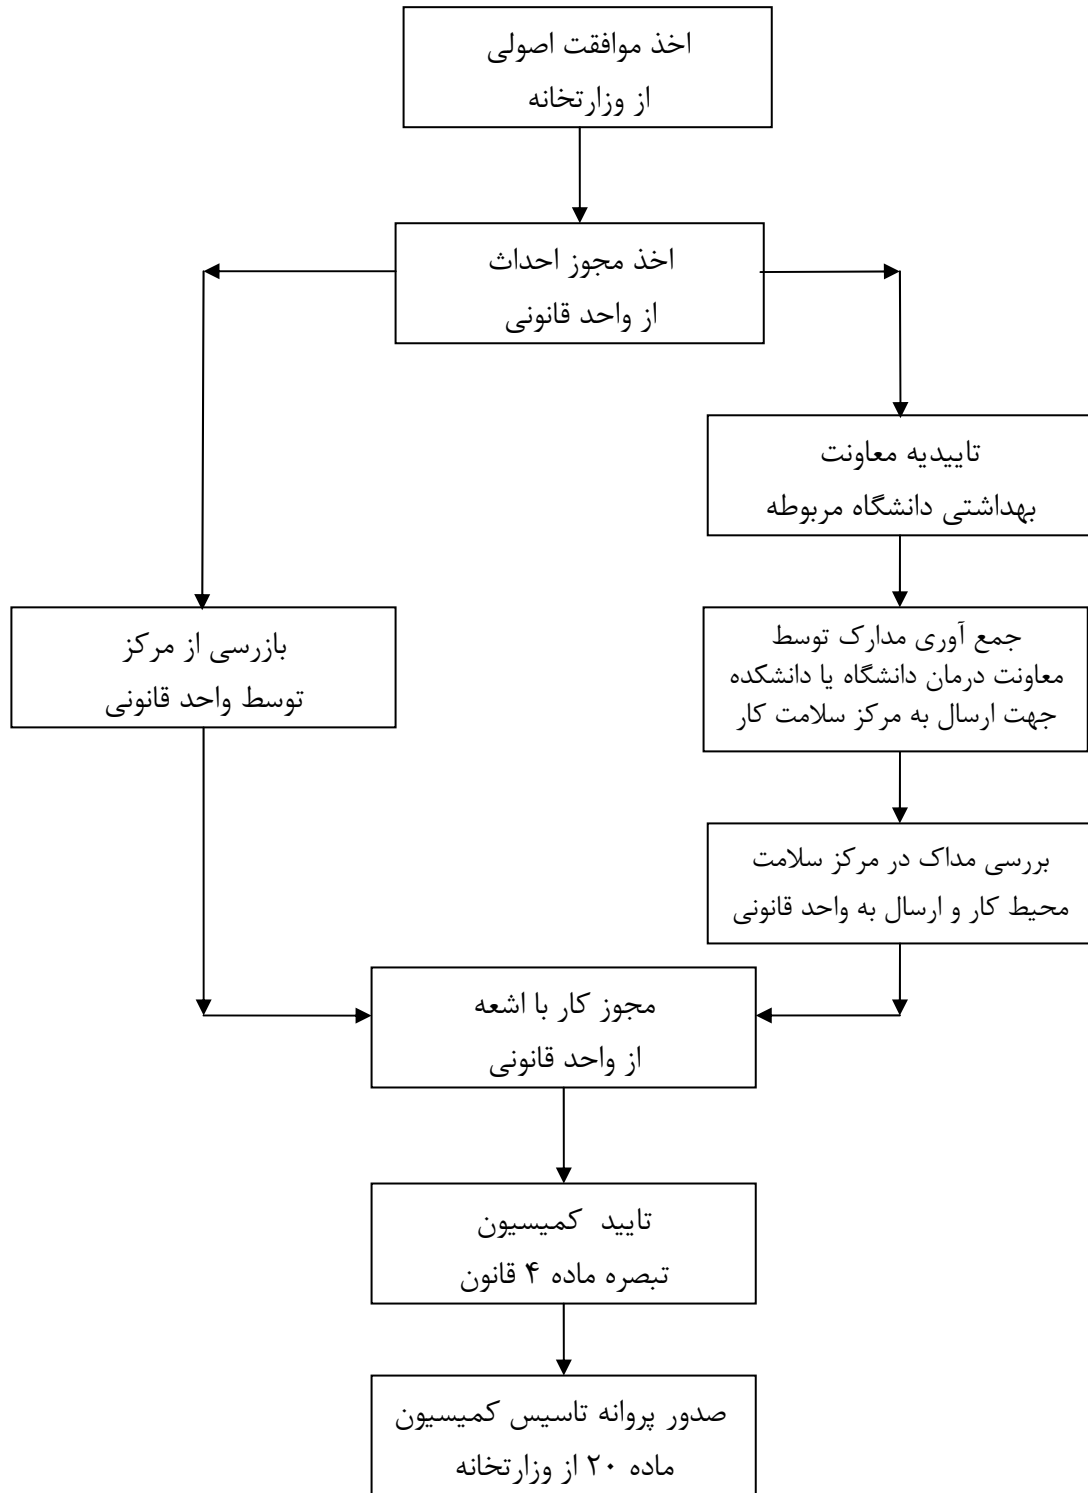 اخذ موافقت اصولی
از وزارتخانه
اخذ مجوز احداث
از واحد قانونی
تاییدیه معاونت
بهداشتی دانشگاه مربوطه
بازرسی از مرکز
توسط واحد قانونی
جمع آوری مدارک توسط
معاونت درمان دانشگاه یا دانشکده
جهت ارسال به مرکز سلامت کار
بررسی مداک در مرکز سلامت
محیط کار و ارسال به واحد قانونی
مجوز کار با اشعه
از واحد قانونی
تایید کمیسیون
تبصره ماده ۴ قانون
صدور پروانه تاسیس کمیسیون
ماده ۲۰ از وزارتخانه